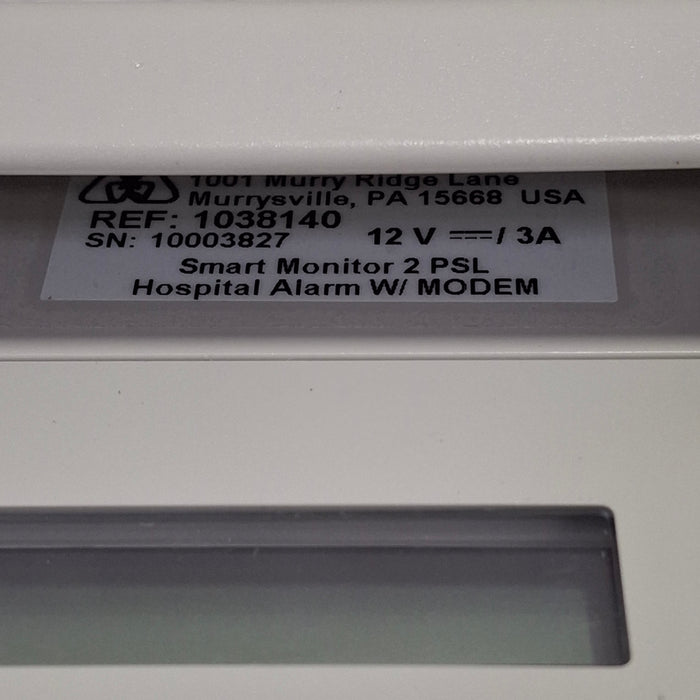 1001 Murry Ridge Lane
Murrysville, PA 15668 USA
REF: 1038140
SN: 10003827 12 V ⎓/ 3A
Smart Monitor 2 PSL
Hospital Alarm W/ MODEM